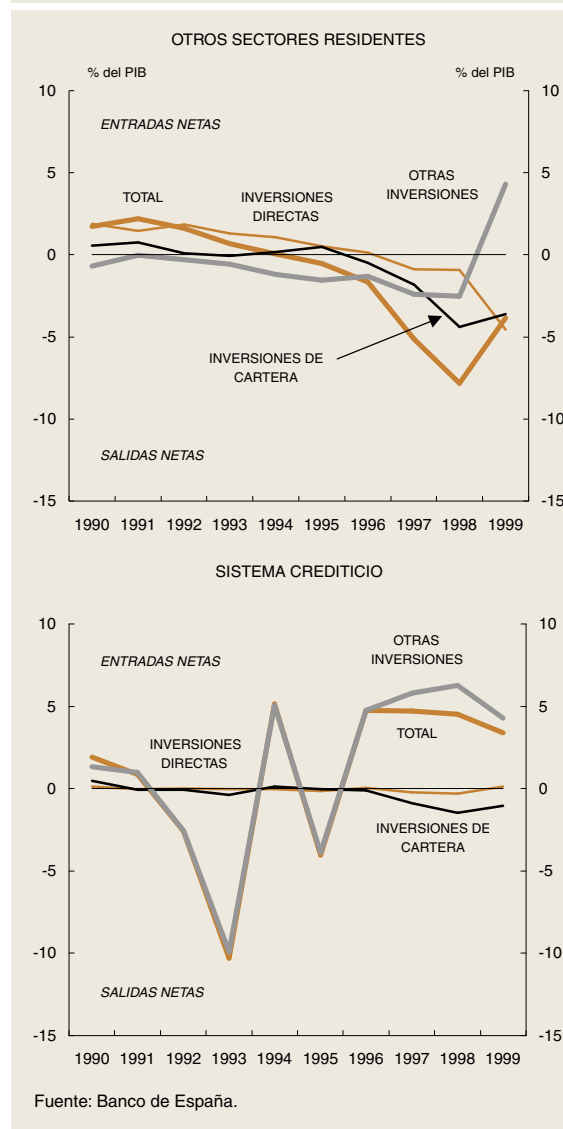 OTROS SECTORES RESIDENTES
% del PIB % del PIB
10 10
ENTRADAS NETAS
OTRAS
INVERSIONES
TOTAL
INVERSIONES
DIRECTAS
5 5
0 0
-5 -5
INVERSIONES DE
CARTERA
-10 -10
SALIDAS NETAS
-15 -15
1990 1991 1992 1993 1994 1995 1996 1997 1998 1999
SISTEMA CREDITICIO
10 10
ENTRADAS NETAS
OTRAS
INVERSIONES
5 5
TOTAL
INVERSIONES
DIRECTAS
0 0
INVERSIONES DE
CARTERA
-5 -5
-10 -10
SALIDAS NETAS
-15 -15
1990 1991 1992 1993 1994 1995 1996 1997 1998 1999
Fuente: Banco de España.